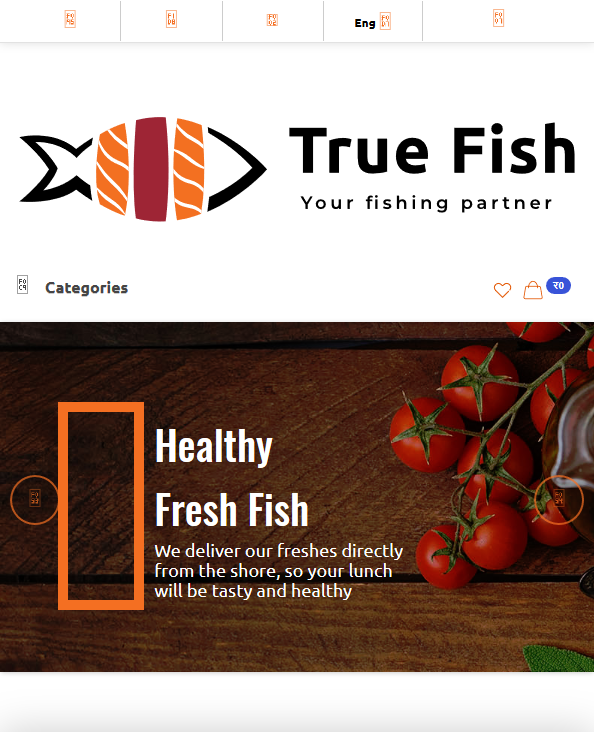 Eng
True Fish
Your fishing partner
Categories
₹0
Healthy
Fresh Fish
We deliver our freshes directly
from the shore, so your lunch
will be tasty and healthy